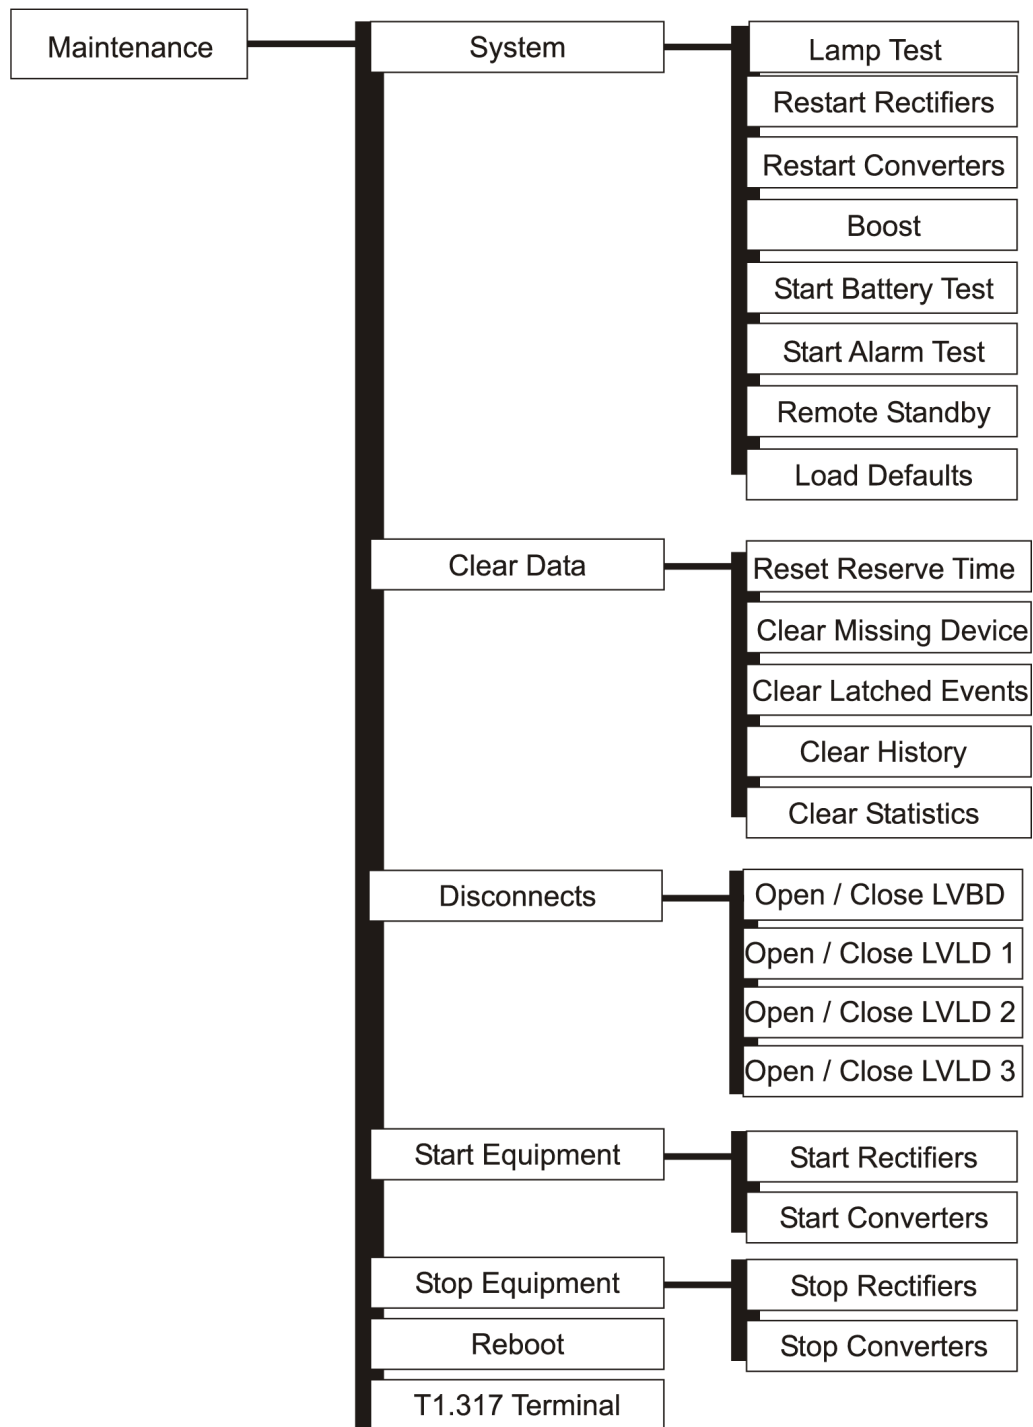 Maintenance
System
Lamp Test
Restart Rectifiers
Restart Converters
Boost
Start Battery Test
Start Alarm Test
Remote Standby
Load Defaults
Clear Data
Reset Reserve Time
Clear Missing Device
Clear Latched Events
Clear History
Clear Statistics
Disconnects
Open / Close LVBD
Open / Close LVLD 1
Open / Close LVLD 2
Open / Close LVLD 3
Start Equipment
Start Rectifiers
Start Converters
Stop Equipment
Stop Rectifiers
Stop Converters
Reboot
T1.317 Terminal